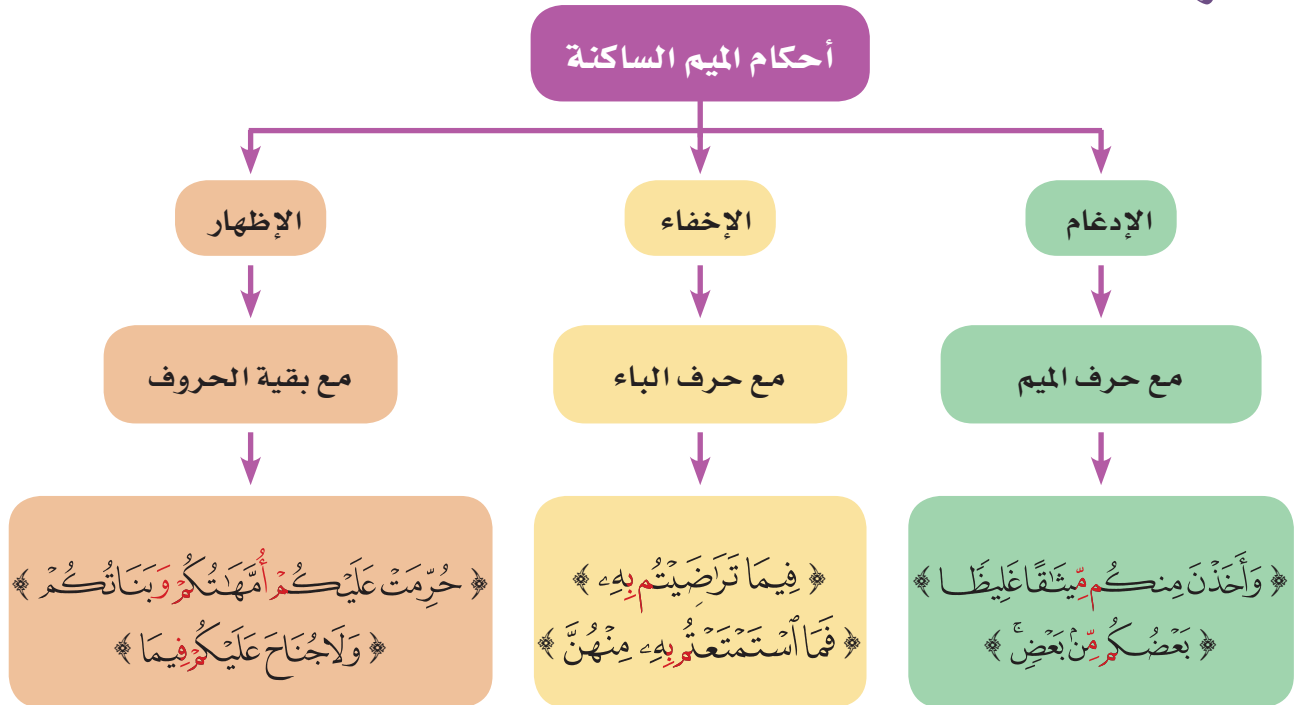 أحكام الميم الساكنة
الإدغام
الإخفاء
الإظهار
مع حرف الميم
مع حرف الباء
مع بقية الحروف
﴿ وَأَخَذْنَ مِنكُم مِّيثَٰقًا غَلِيظًا ﴾
﴿ بَعْضُكُم مِّنۢ بَعْضٖۚ ﴾
﴿ فِيمَا تَرَٰضَيْتُم بِهِۦ ﴾
﴿ فَمَا ٱسْتَمْتَعْتُم بِهِۦ مِنْهُنَّ ﴾
﴿ حُرِّمَتْ عَلَيْكُمْ أُمَّهَٰتُكُمْ وَبَنَاتُكُمْ ﴾
﴿ وَلَا جُنَاحَ عَلَيْكُمْ فِيمَا ﴾